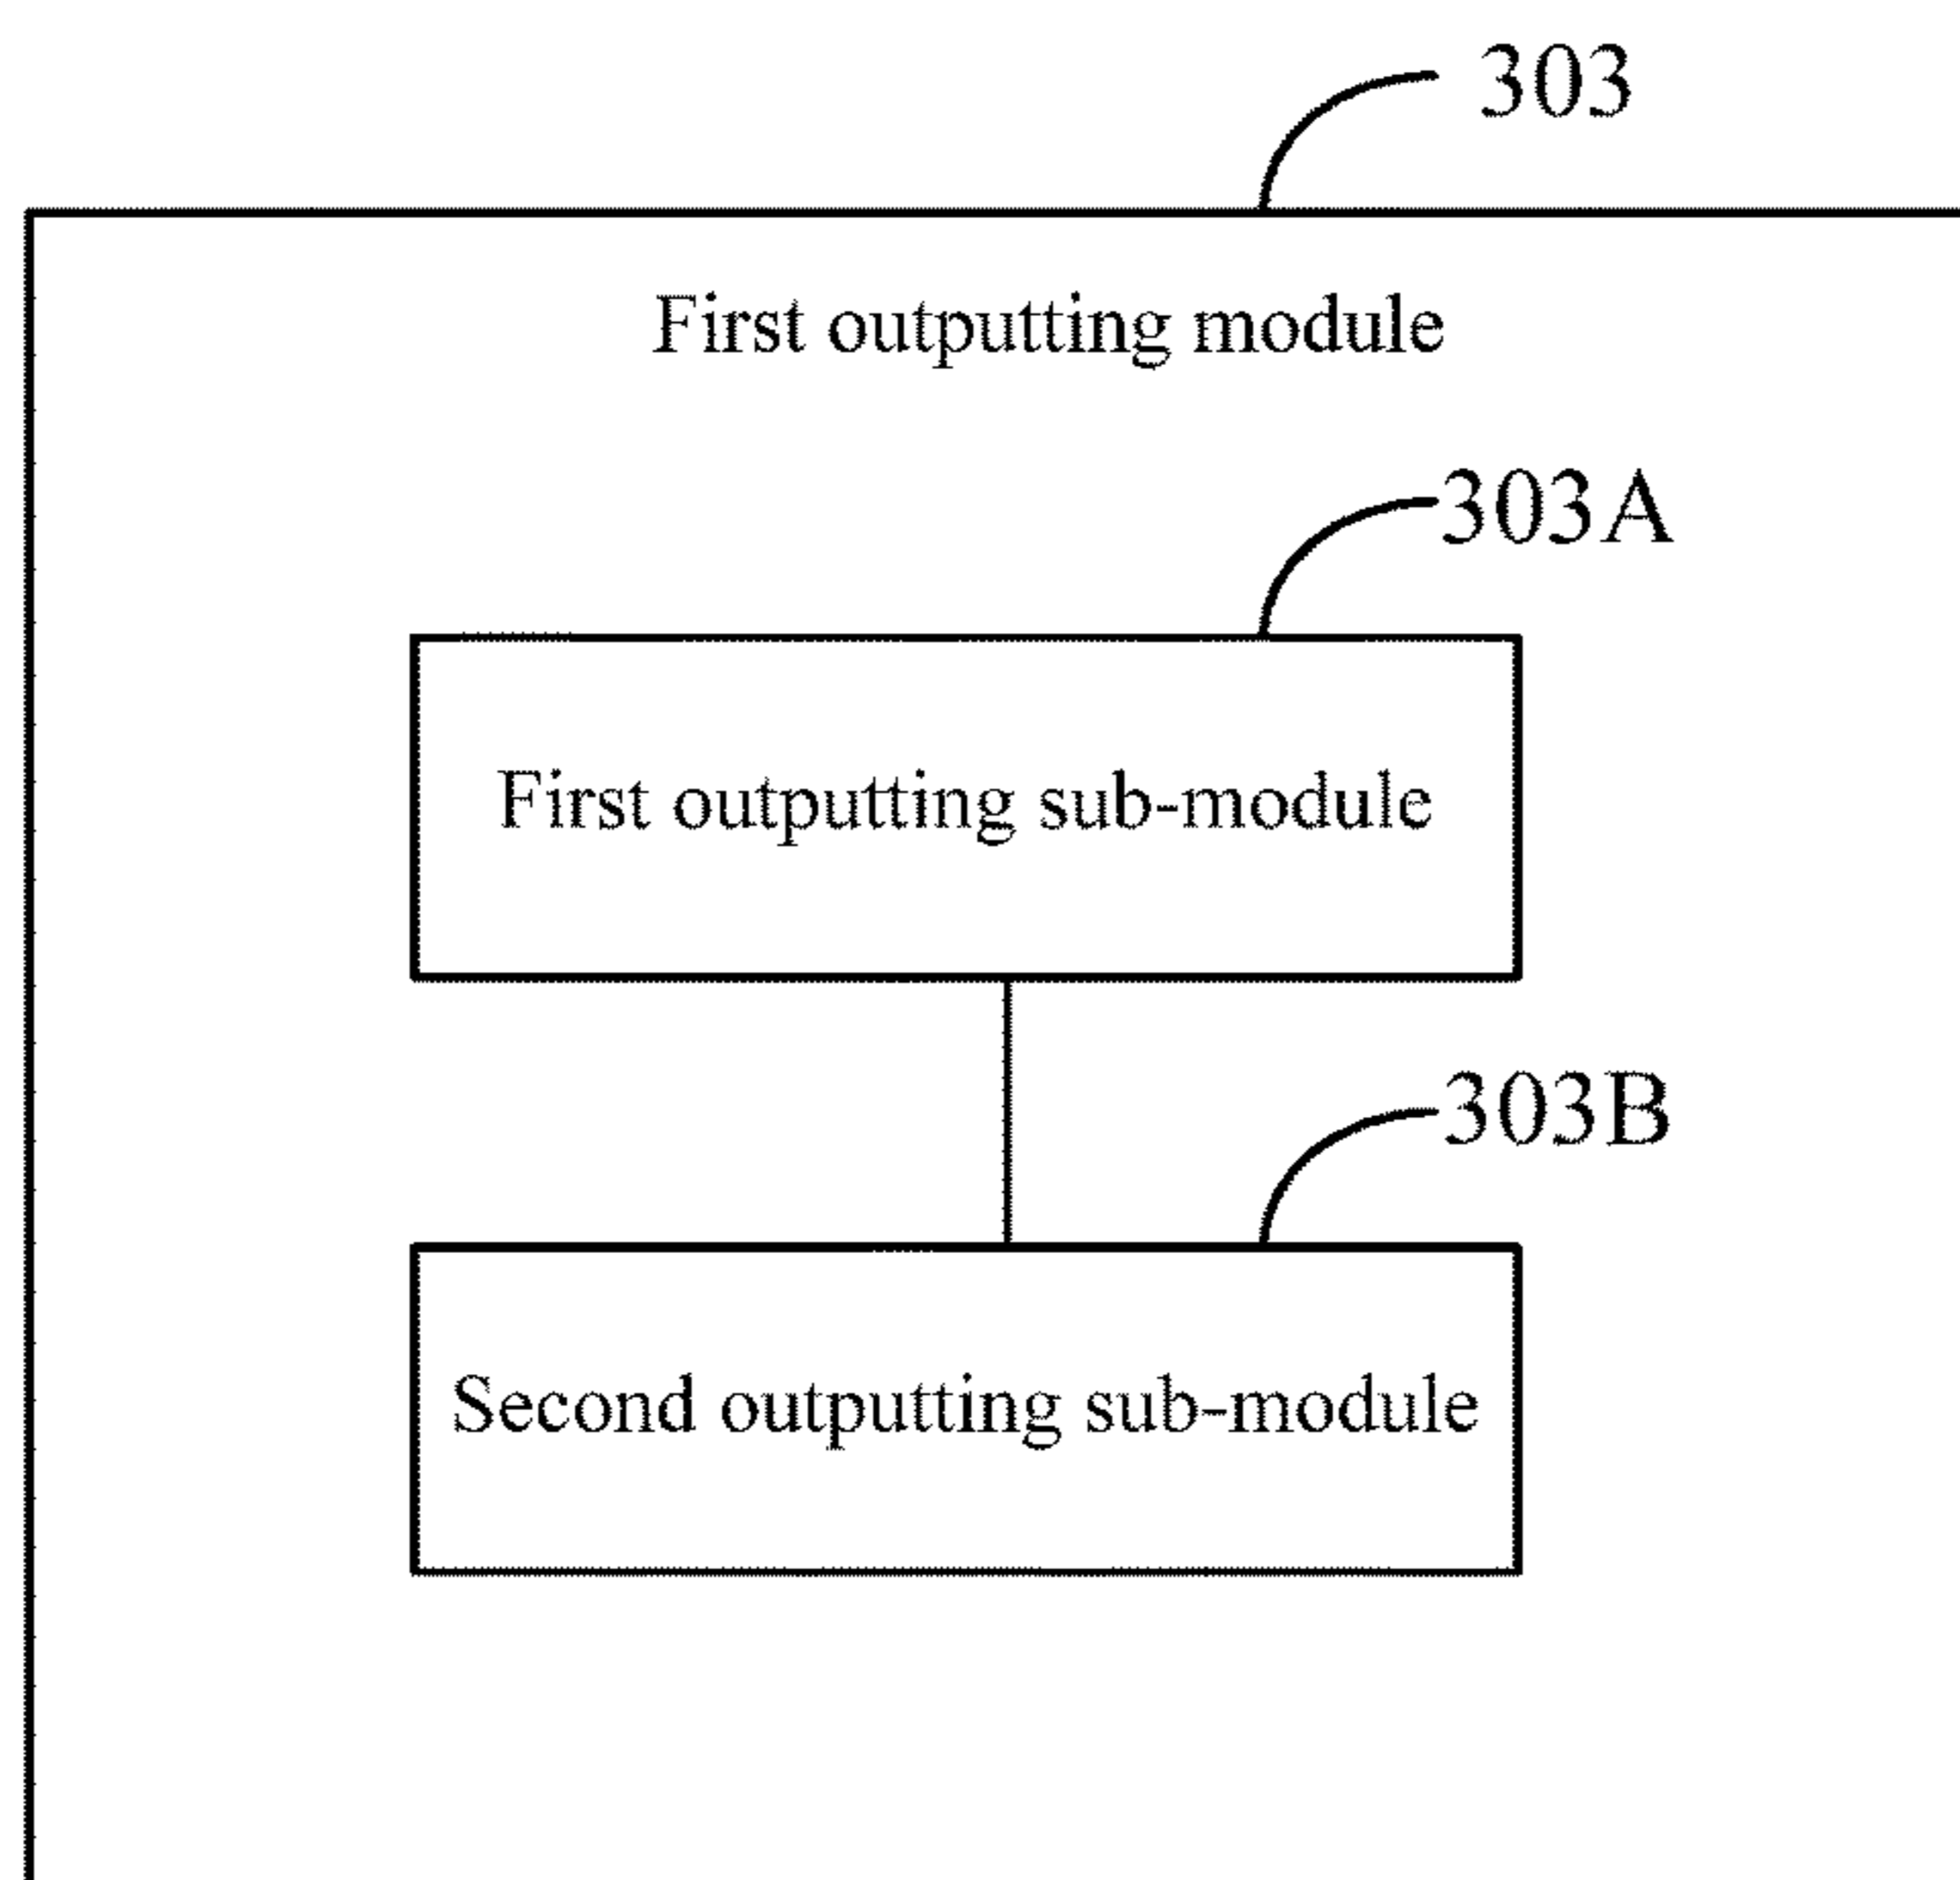 303
First outputting module
303A
First outputting sub-module
303B
Second outputting sub-module